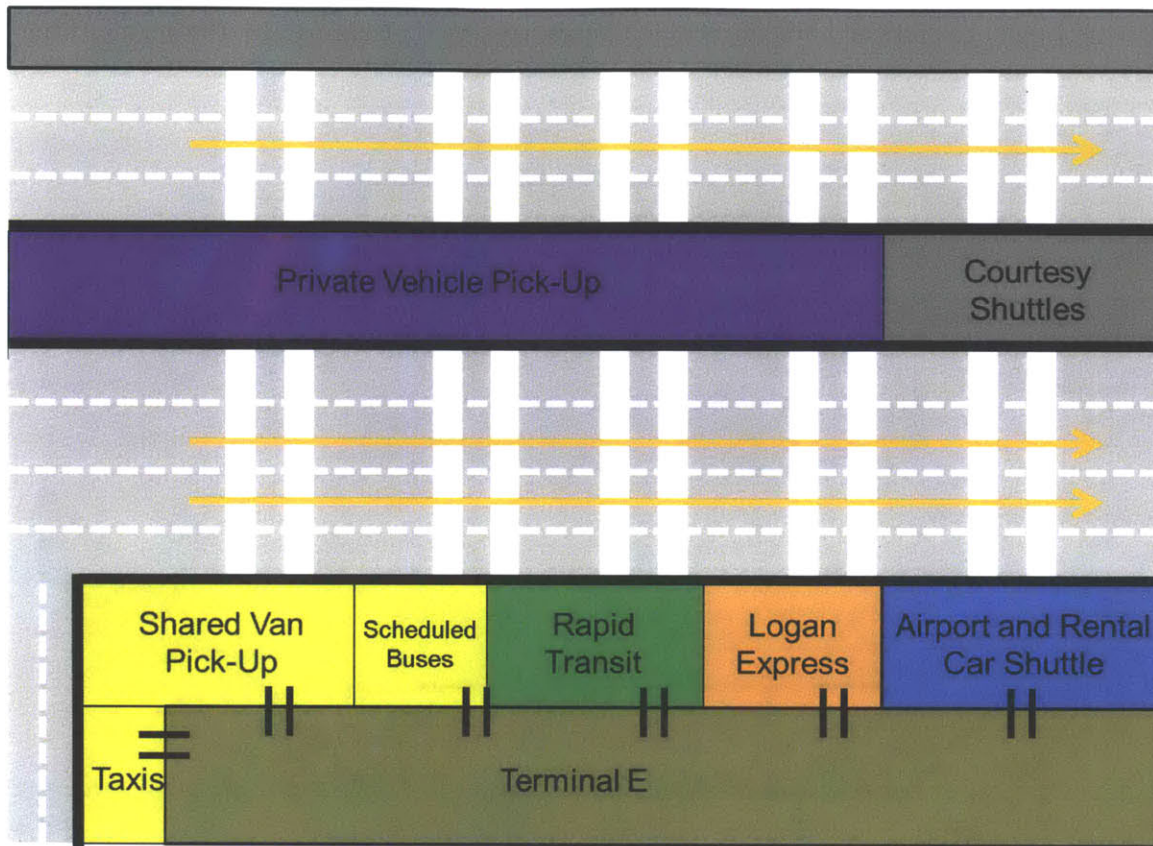 Private Vehicle Pick-Up
Courtesy
Shuttles
Shared Van
Pick-Up
Scheduled
Buses
Rapid
Transit
Logan
Express
Airport and Rental
Car Shuttle
Taxis
Terminal E